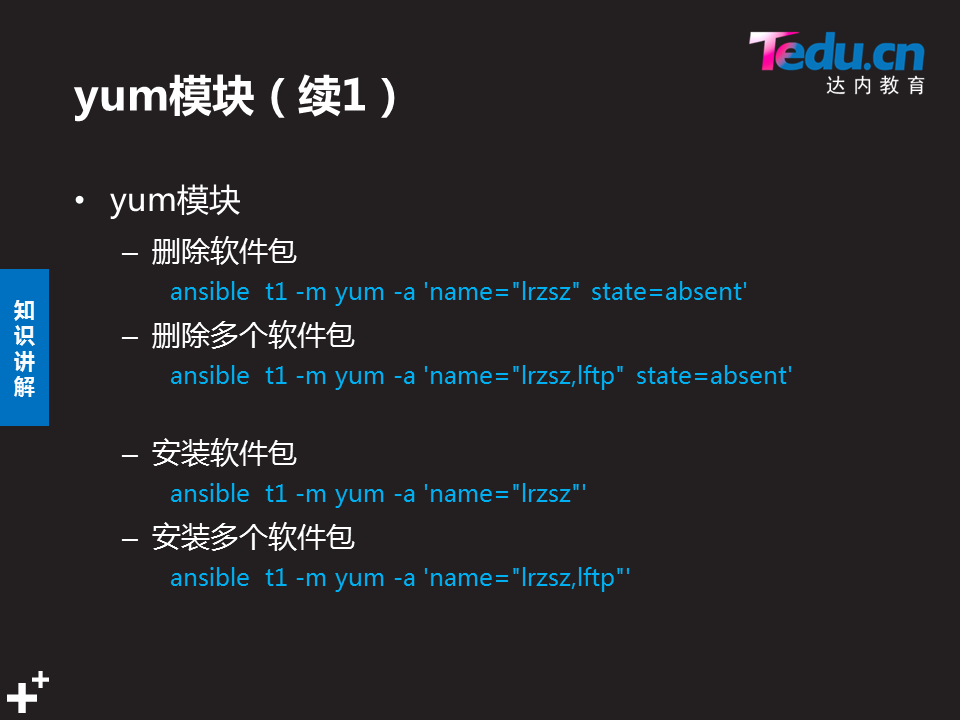 Tedu.cn
达内教育
yum模块（续1）
• yum模块
– 删除软件包
ansible  t1 -m yum -a 'name="lrzsz" state=absent'
– 删除多个软件包
ansible  t1 -m yum -a 'name="lrzsz,lftp" state=absent'
知识讲解
– 安装软件包
ansible  t1 -m yum -a 'name="lrzsz"'
– 安装多个软件包
ansible  t1 -m yum -a 'name="lrzsz,lftp"'